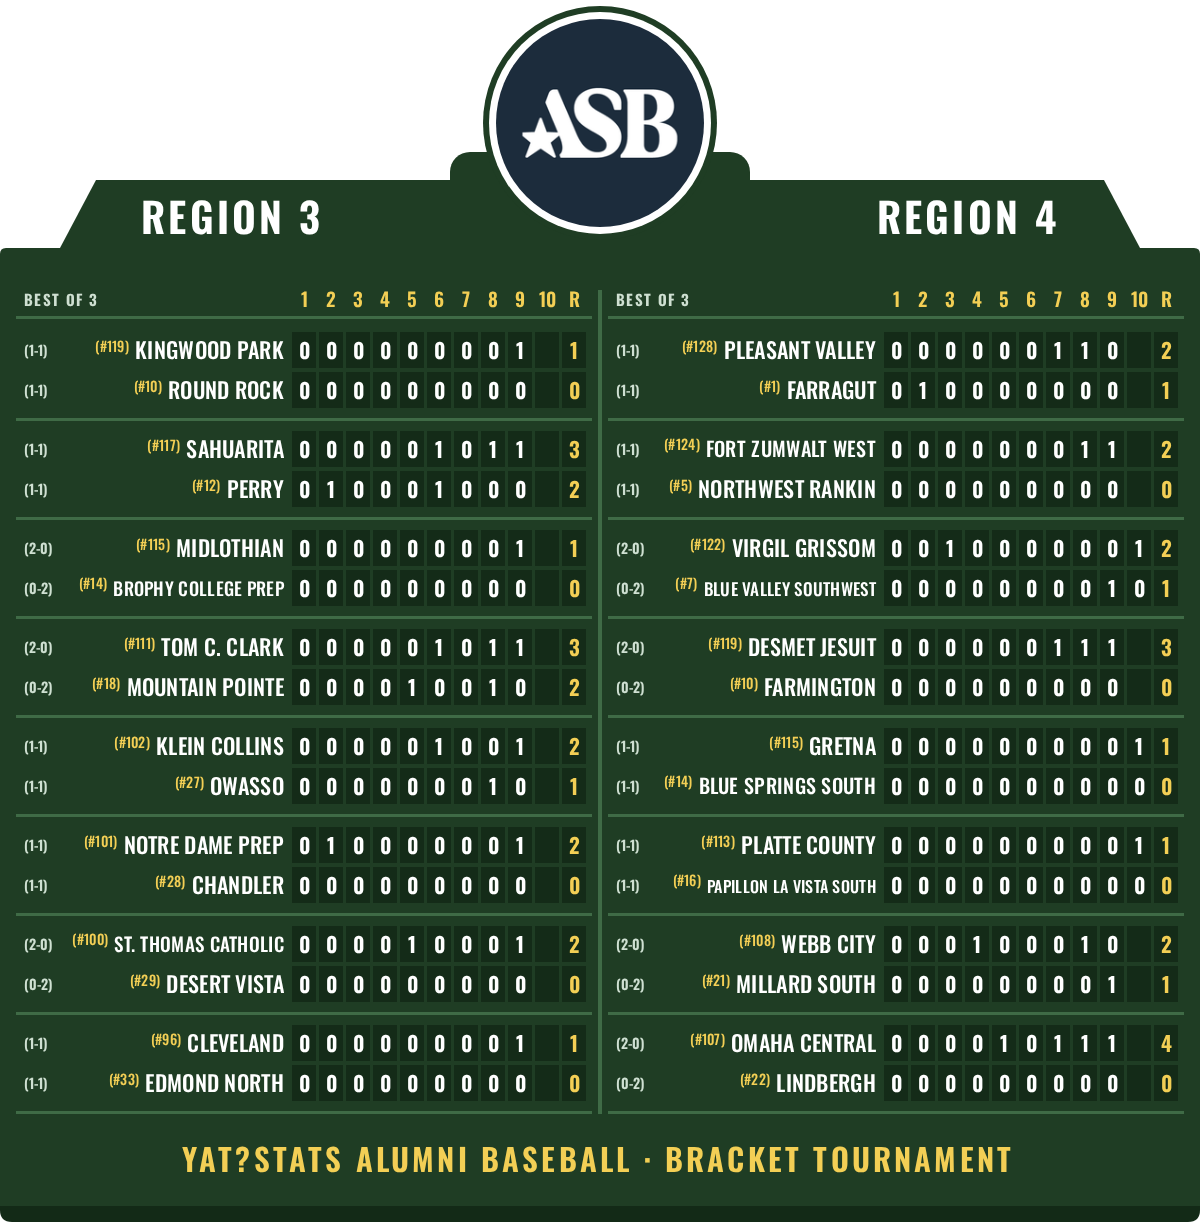 ASB
REGION 3
REGION 4
BEST OF 3 1 2 3 4 5 6 7 8 9 10 R
(1-1) (#119) KINGWOOD PARK 0 0 0 0 0 0 0 0 1 1
(1-1) (#10) ROUND ROCK 0 0 0 0 0 0 0 0 0 0
(1-1) (#117) SAHUARITA 0 0 0 0 0 1 0 1 1 3
(1-1) (#12) PERRY 0 1 0 0 0 1 0 0 0 2
(2-0) (#115) MIDLOTHIAN 0 0 0 0 0 0 0 0 1 1
(0-2) (#14) BROPHY COLLEGE PREP 0 0 0 0 0 0 0 0 0 0
(2-0) (#111) TOM C. CLARK 0 0 0 0 0 1 0 1 1 3
(0-2) (#18) MOUNTAIN POINTE 0 0 0 0 1 0 0 1 0 2
(1-1) (#102) KLEIN COLLINS 0 0 0 0 0 1 0 0 1 2
(1-1) (#27) OWASSO 0 0 0 0 0 0 0 1 0 1
(1-1) (#101) NOTRE DAME PREP 0 1 0 0 0 0 0 0 1 2
(1-1) (#28) CHANDLER 0 0 0 0 0 0 0 0 0 0
(2-0) (#100) ST. THOMAS CATHOLIC 0 0 0 0 1 0 0 0 1 2
(0-2) (#29) DESERT VISTA 0 0 0 0 0 0 0 0 0 0
(1-1) (#96) CLEVELAND 0 0 0 0 0 0 0 0 1 1
(1-1) (#33) EDMOND NORTH 0 0 0 0 0 0 0 0 0 0
BEST OF 3 1 2 3 4 5 6 7 8 9 10 R
(1-1) (#128) PLEASANT VALLEY 0 0 0 0 0 0 1 1 0 2
(1-1) (#1) FARRAGUT 0 1 0 0 0 0 0 0 0 1
(1-1) (#124) FORT ZUMWALT WEST 0 0 0 0 0 0 0 1 1 2
(1-1) (#5) NORTHWEST RANKIN 0 0 0 0 0 0 0 0 0 0
(2-0) (#122) VIRGIL GRISSOM 0 0 1 0 0 0 0 0 0 1 2
(0-2) (#7) BLUE VALLEY SOUTHWEST 0 0 0 0 0 0 0 0 1 0 1
(2-0) (#119) DESMET JESUIT 0 0 0 0 0 0 1 1 1 3
(0-2) (#10) FARMINGTON 0 0 0 0 0 0 0 0 0 0
(1-1) (#115) GRETNA 0 0 0 0 0 0 0 0 0 1 1
(1-1) (#14) BLUE SPRINGS SOUTH 0 0 0 0 0 0 0 0 0 0 0
(1-1) (#113) PLATTE COUNTY 0 0 0 0 0 0 0 0 0 1 1
(1-1) (#16) PAPILLON LA VISTA SOUTH 0 0 0 0 0 0 0 0 0 0 0
(2-0) (#108) WEBB CITY 0 0 0 1 0 0 0 1 0 2
(0-2) (#21) MILLARD SOUTH 0 0 0 0 0 0 0 0 1 1
(2-0) (#107) OMAHA CENTRAL 0 0 0 0 1 0 1 1 1 4
(0-2) (#22) LINDBERGH 0 0 0 0 0 0 0 0 0 0
YAT?STATS ALUMNI BASEBALL · BRACKET TOURNAMENT